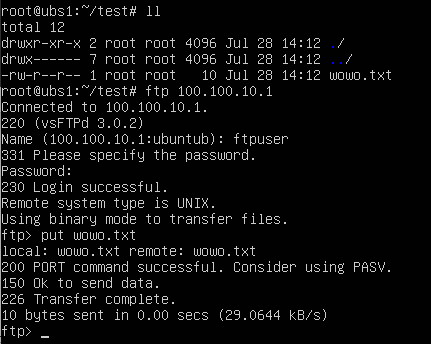 root@ubs1:~/test# ll
total 12
drwxr-xr-x 2 root root 4096 Jul 28 14:12 ./
drwx------ 7 root root 4096 Jul 28 14:12 ../
-rw-r--r-- 1 root root   10 Jul 28 14:12 wowo.txt
root@ubs1:~/test# ftp 100.100.10.1
Connected to 100.100.10.1.
220 (vsFTPd 3.0.2)
Name (100.100.10.1:ubuntub): ftpuser
331 Please specify the password.
Password:
230 Login successful.
Remote system type is UNIX.
Using binary mode to transfer files.
ftp> put wowo.txt
local: wowo.txt remote: wowo.txt
200 PORT command successful. Consider using PASV.
150 Ok to send data.
226 Transfer complete.
10 bytes sent in 0.00 secs (29.0644 kB/s)
ftp> _